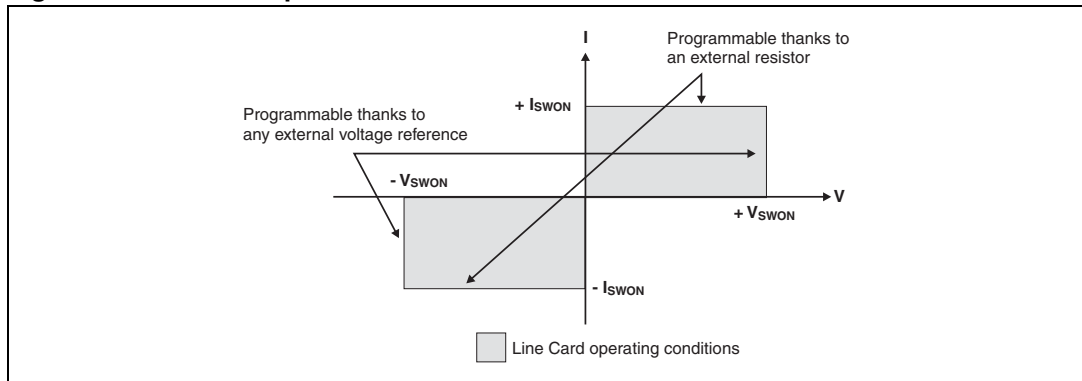 I
Programmable thanks to
an external resistor
+ ISWON
Programmable thanks to
any external voltage reference
- VSWON
V
+ VSWON
- ISWON
Line Card operating conditions